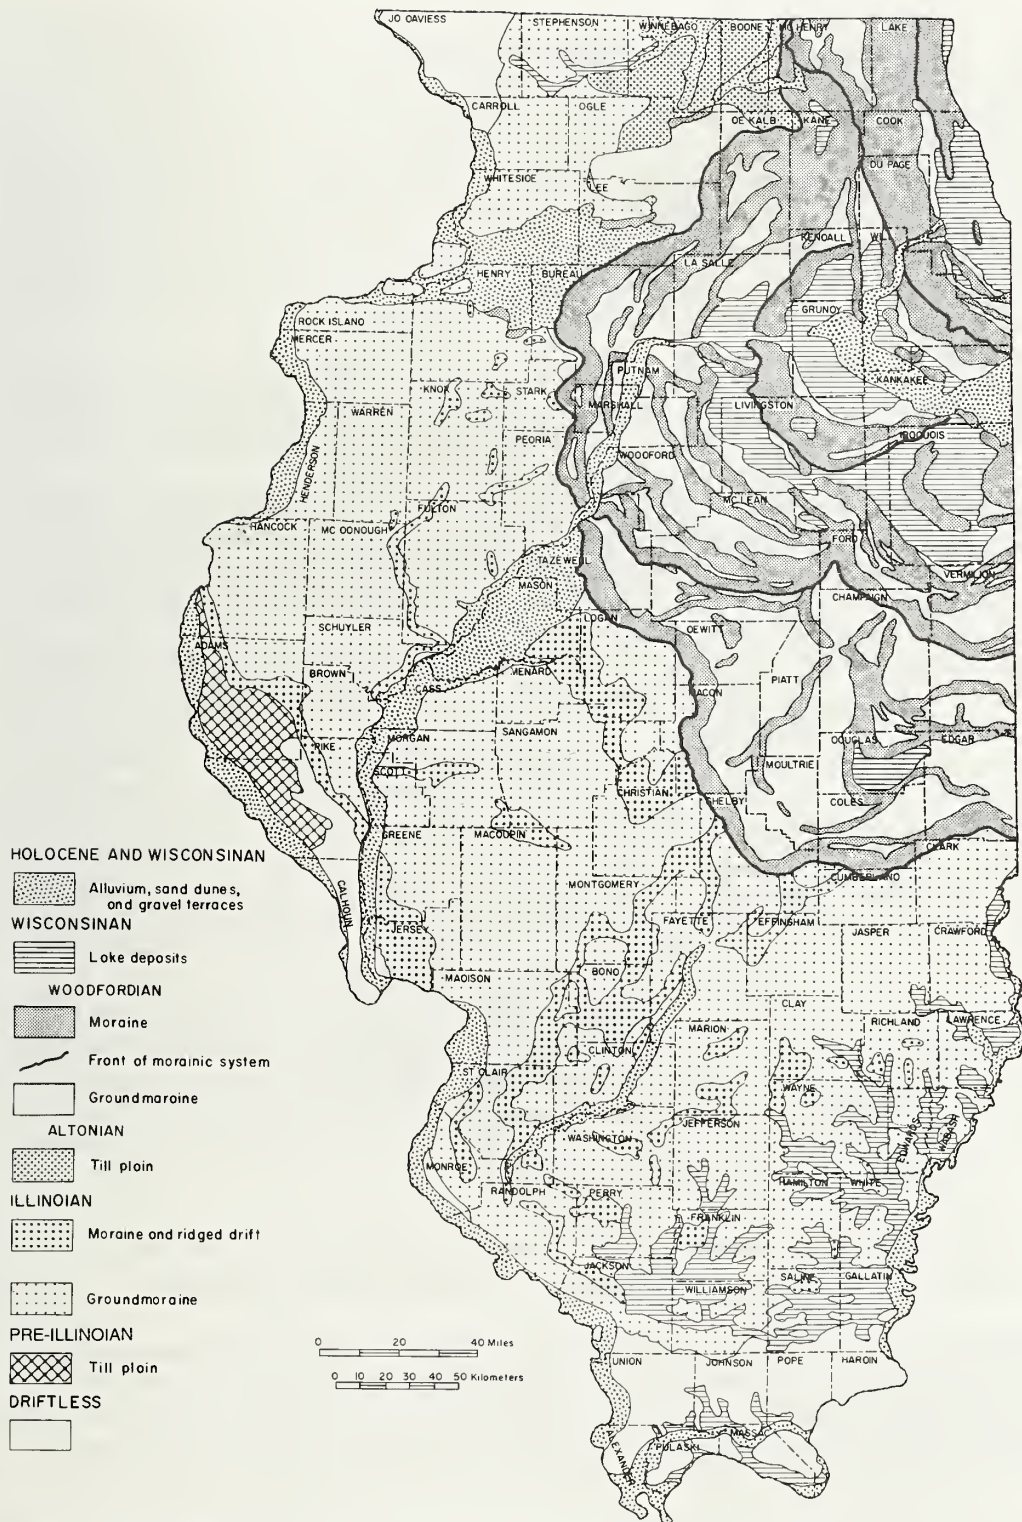 JO DAVIESS
STEPHENSON
WINNEBAGO
BOONE
MC HENRY
LAKE
CARROLL
OGLE
DE KALB
KANE
COOK
DU PAGE
WHITESIDE
LEE
KENDALL
WILL
LA SALLE
HENRY
BUREAU
GRUNDY
ROCK ISLAND
MERCER
PUTNAM
KANKAKEE
KNOX
STARK
MARSHALL
LIVINGSTON
WARREN
PEORIA
IROQUOIS
WOODFORD
HENDERSON
MC LEAN
FULTON
HANCOCK
MC DONOUGH
FORD
TAZEWELL
VERMILION
MASON
CHAMPAIGN
LOGAN
SCHUYLER
DEWITT
ADAMS
BROWN
MENARD
CASS
PIATT
MACON
SANGAMON
MORGAN
DOUGLAS
EDGAR
PIKE
MOULTRIE
SCOTT
CHRISTIAN
SHELBY
COLES
GREENE
MACOUPIN
CLARK
CALHOUN
MONTGOMERY
CUMBERLAND
FAYETTE
EFFINGHAM
JASPER
CRAWFORD
JERSEY
BOND
MADISON
CLAY
RICHLAND
LAWRENCE
MARION
CLINTON
ST CLAIR
WAYNE
EDWARDS
WABASH
JEFFERSON
WASHINGTON
MONROE
HAMILTON
WHITE
RANDOLPH
PERRY
FRANKLIN
JACKSON
SALINE
GALLATIN
WILLIAMSON
UNION
JOHNSON
POPE
HARDIN
ALEXANDER
PULASKI
MASSAC
HOLOCENE AND WISCONSINAN
Alluvium, sand dunes,
and gravel terraces
WISCONSINAN
Lake deposits
WOODFORDIAN
Moraine
Front of morainic system
Groundmoraine
ALTONIAN
Till plain
ILLINOIAN
Moraine and ridged drift
Groundmoraine
PRE-ILLINOIAN
Till plain
DRIFTLESS
0 20 40 Miles
0 10 20 30 40 50 Kilometers